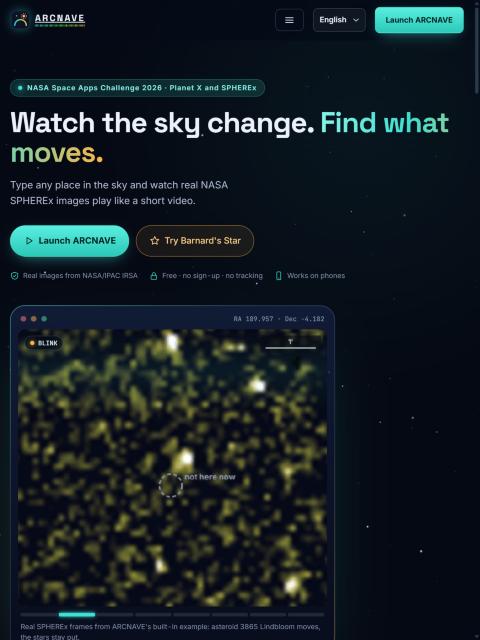 ARCNAVE
English
Launch ARCNAVE
NASA Space Apps Challenge 2026 · Planet X and SPHEREx
Watch the sky change. Find what
moves.
Type any place in the sky and watch real NASA
SPHEREx images play like a short video.
Launch ARCNAVE
Try Barnard's Star
Real images from NASA/IPAC IRSA
Free · no sign-up · no tracking
Works on phones
RA 189.957 · Dec -4.182
BLINK
1'
not here now
Real SPHEREx frames from ARCNAVE's built-in example: asteroid 3865 Lindbloom moves,
the stars stay put.